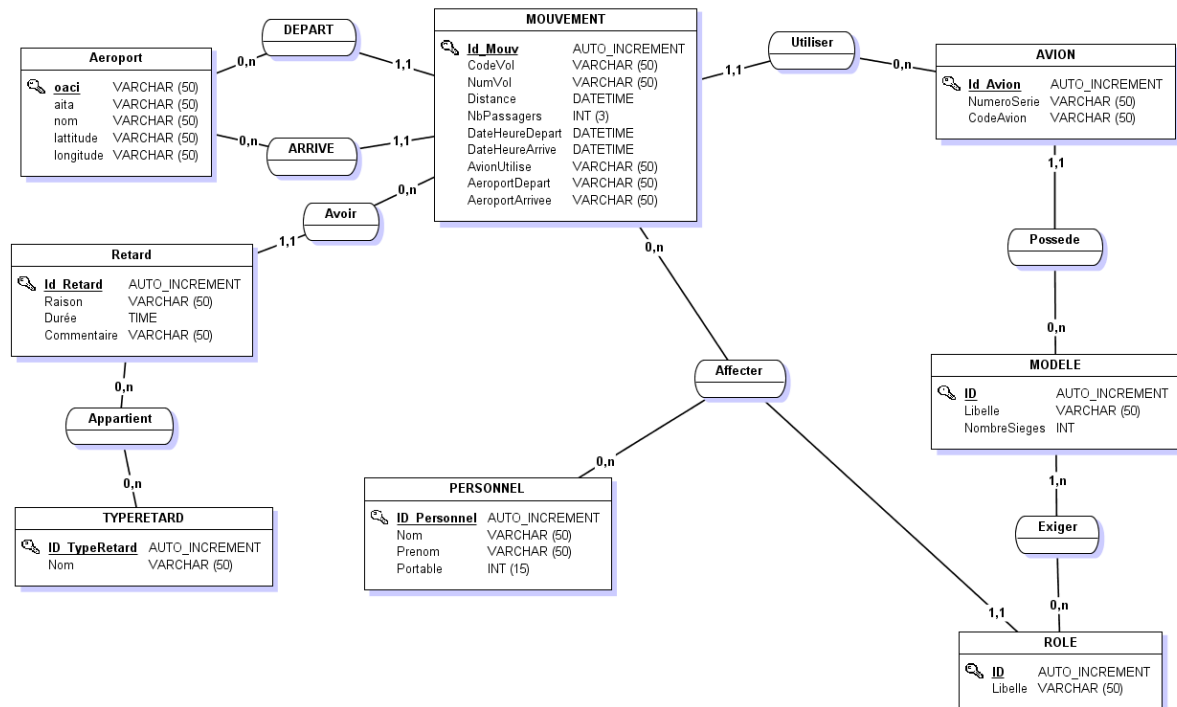 MOUVEMENT
Id_Mouv AUTO_INCREMENT
CodeVol VARCHAR (50)
NumVol VARCHAR (50)
Distance DATETIME
NbPassagers INT (3)
DateHeureDepart DATETIME
DateHeureArrive DATETIME
AvionUtilise VARCHAR (50)
AeroportDepart VARCHAR (50)
AeroportArrivee VARCHAR (50)
DEPART
0,n
1,1
Aeroport
oaci VARCHAR (50)
aita VARCHAR (50)
nom VARCHAR (50)
lattitude VARCHAR (50)
longitude VARCHAR (50)
0,n
ARRIVE
1,1
Utiliser
1,1
0,n
AVION
Id_Avion AUTO_INCREMENT
NumeroSerie VARCHAR (50)
CodeAvion VARCHAR (50)
1,1
Possede
0,n
0,n
Avoir
1,1
Retard
Id_Retard AUTO_INCREMENT
Raison VARCHAR (50)
Durée TIME
Commentaire VARCHAR (50)
0,n
Appartient
0,n
TYPERETARD
ID_TypeRetard AUTO_INCREMENT
Nom VARCHAR (50)
0,n
Affecter
0,n
1,1
PERSONNEL
ID_Personnel AUTO_INCREMENT
Nom VARCHAR (50)
Prenom VARCHAR (50)
Portable INT (15)
MODELE
ID AUTO_INCREMENT
Libelle VARCHAR (50)
NombreSieges INT
1,n
Exiger
0,n
ROLE
ID AUTO_INCREMENT
Libelle VARCHAR (50)